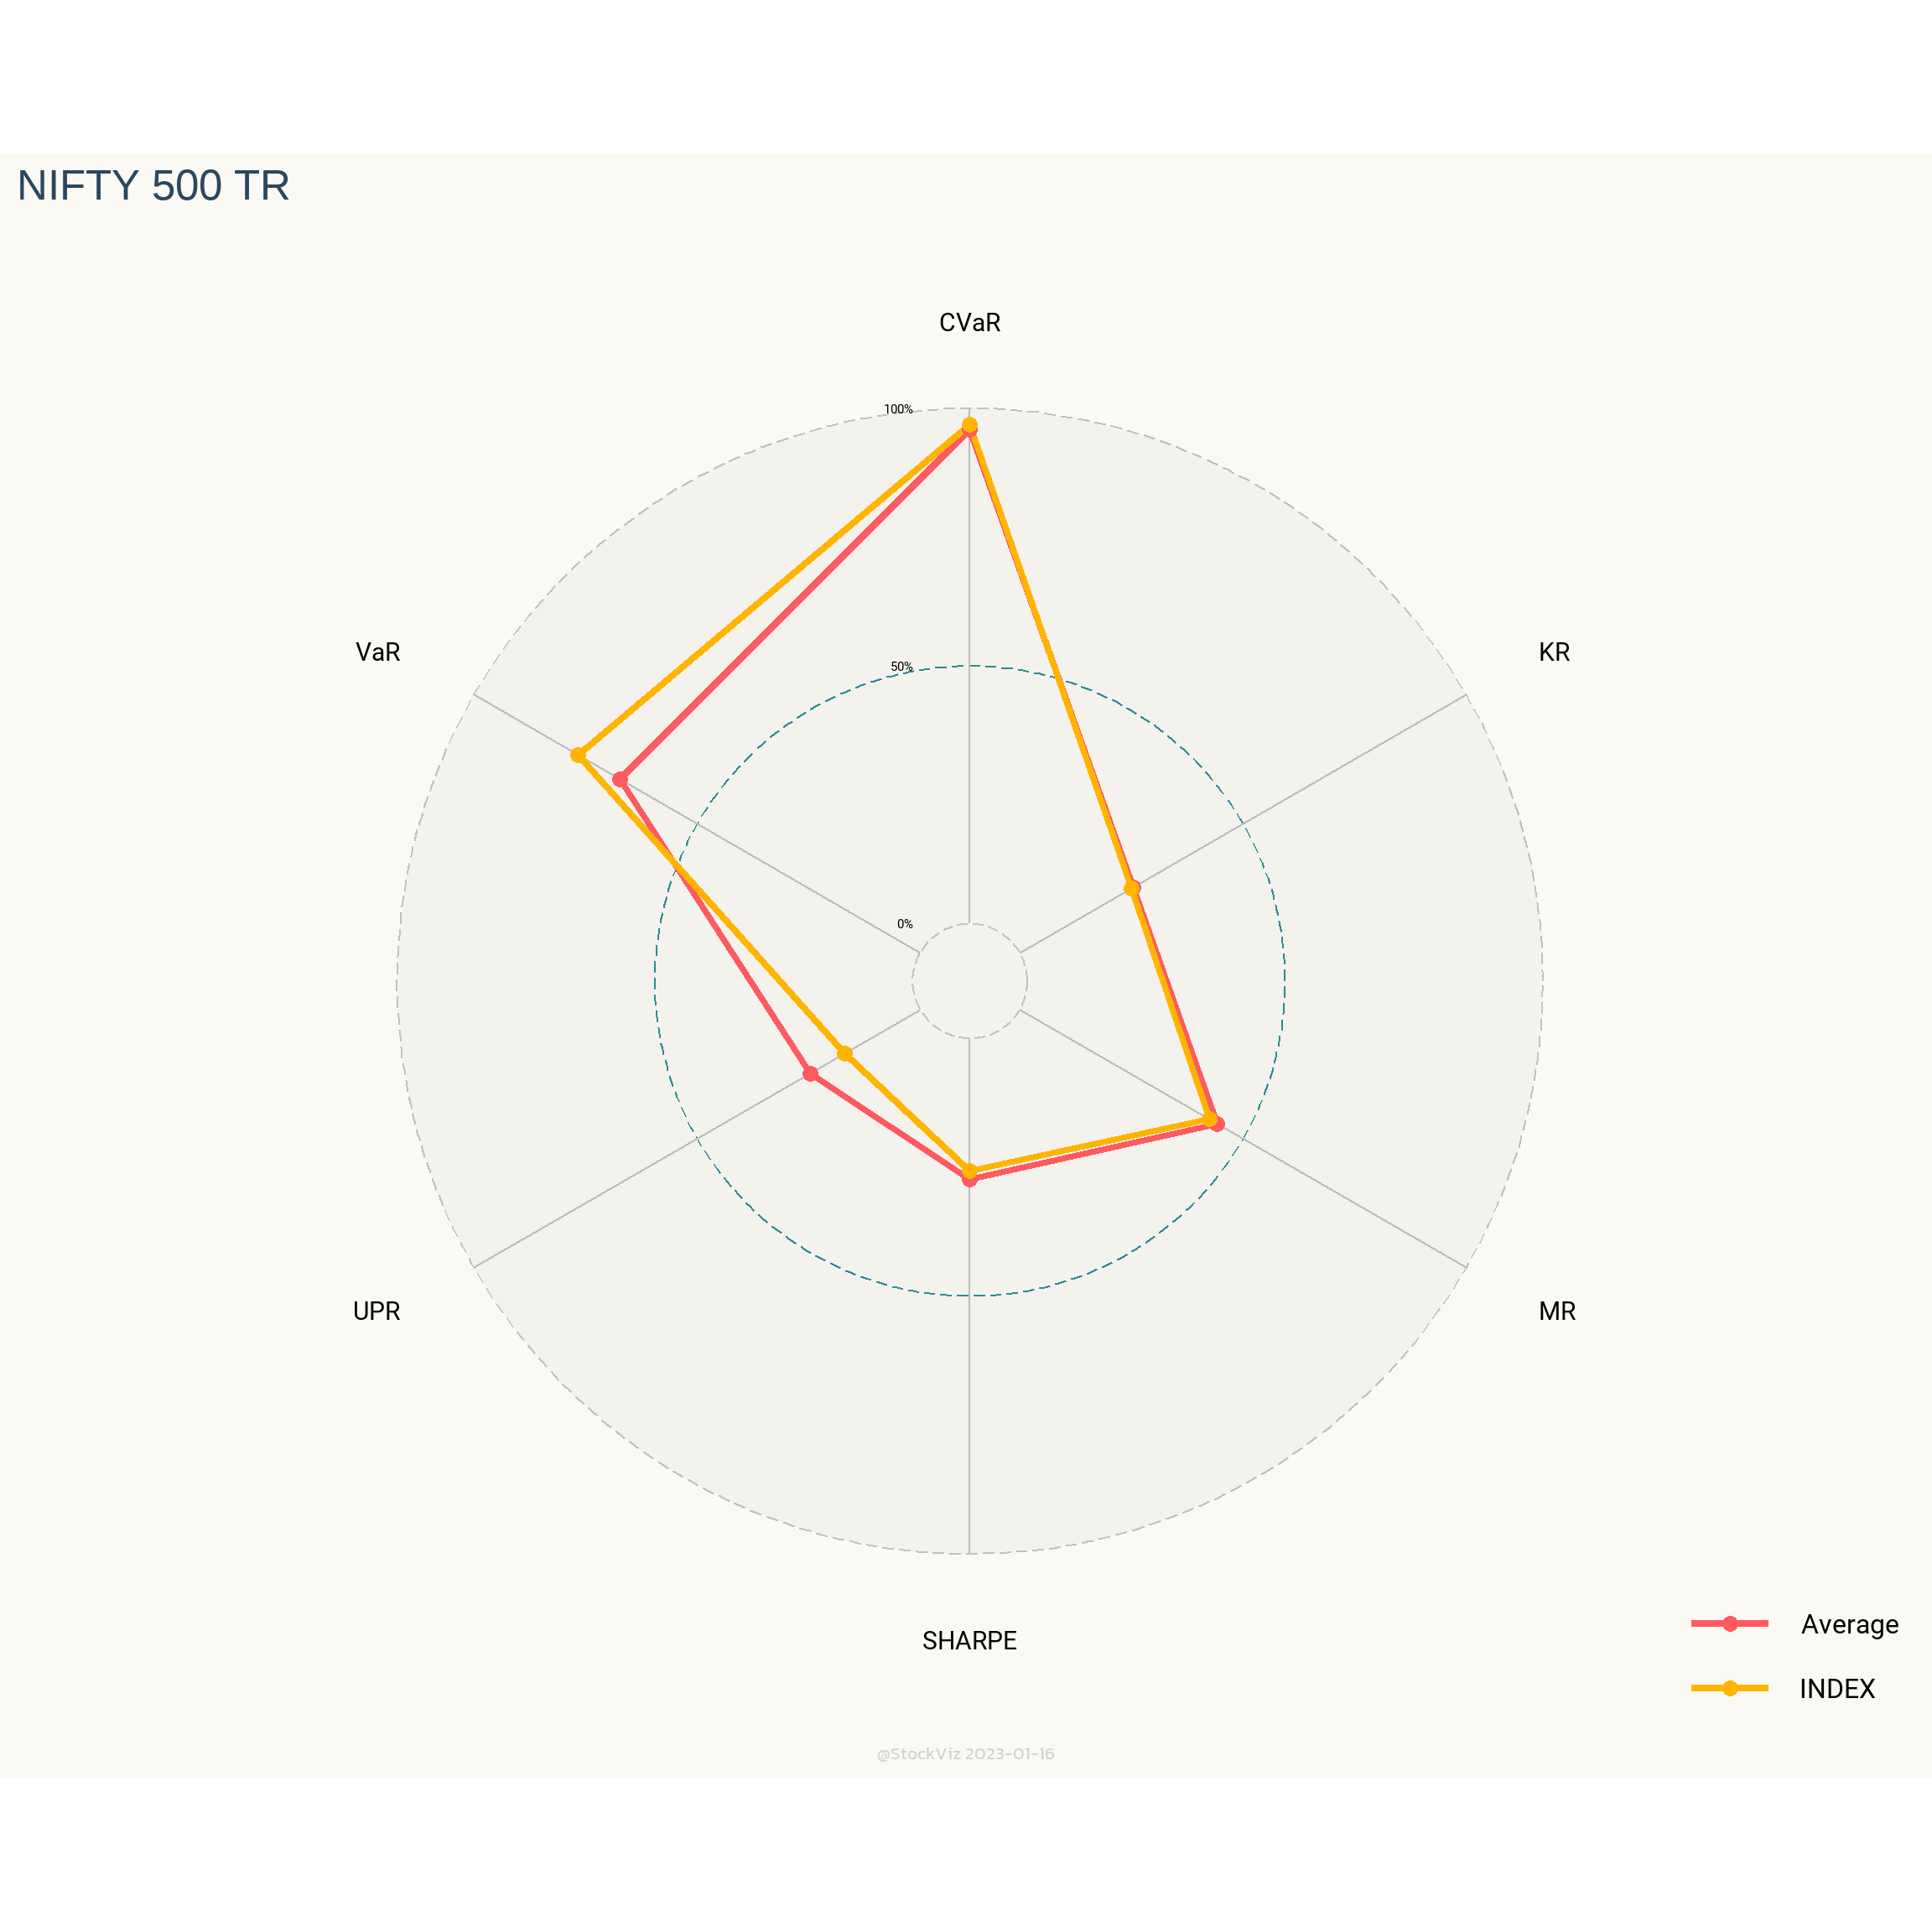 NIFTY 500 TR
CVaR
100%
VaR
KR
50%
0%
UPR
MR
SHARPE
Average
INDEX
@StockViz 2023-01-16